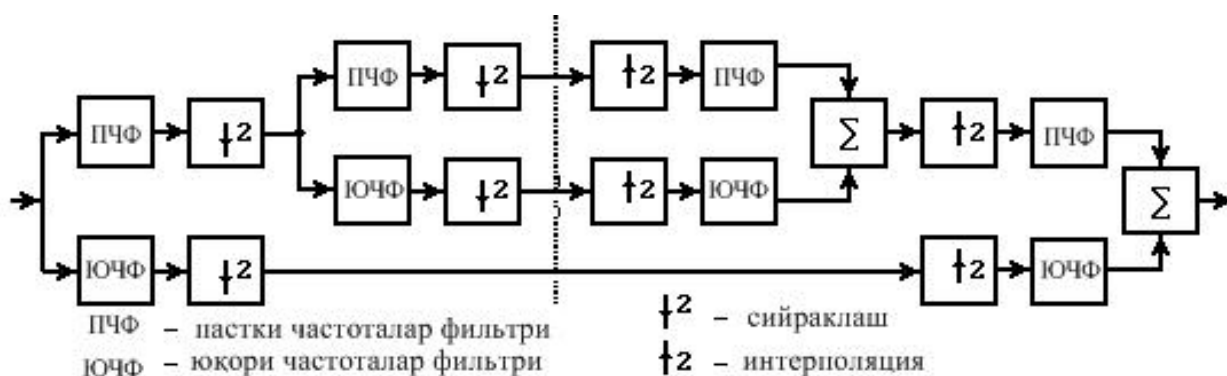 ПЧФ ↓2 ↑2 ПЧФ
ПЧФ ↓2 Σ ↑2 ПЧФ
ЮЧФ ↓2 ↑2 ЮЧФ Σ
ЮЧФ ↓2 ↑2 ЮЧФ
ПЧФ – пастки частоталар фильтри
ЮЧФ – юқори частоталар фильтри
↓2 – сийраклаш
↑2 – интерполяция